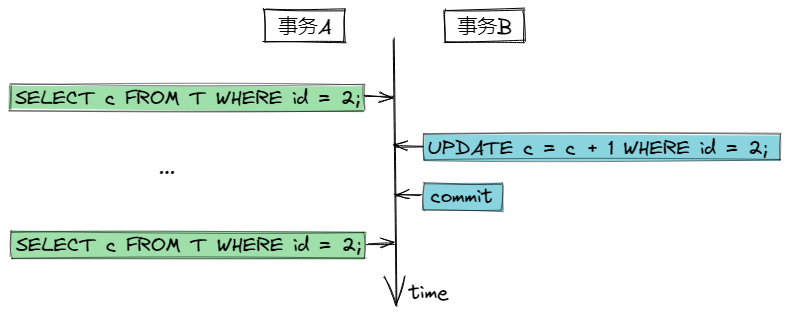 事务A
事务B
SELECT c FROM T WHERE id = 2;
UPDATE c = c + 1 WHERE id = 2;
...
commit
SELECT c FROM T WHERE id = 2;
time